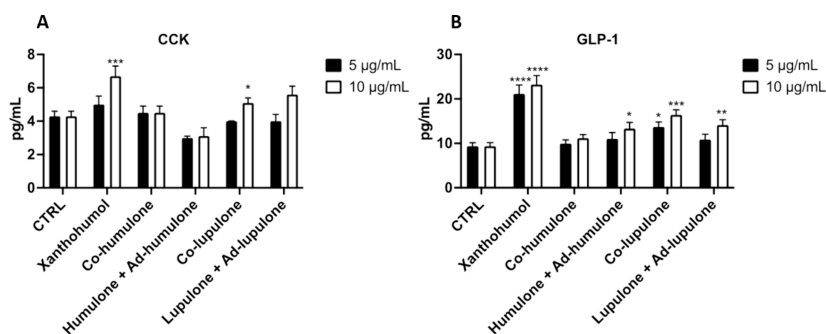 A
CCK
pg/mL
8
6
4
2
0
***
*
5 µg/mL
10 µg/mL
CTRL
Xanthohumol
Co-humulone
Humulone + Ad-humulone
Co-lupulone
Lupulone + Ad-lupulone
B
GLP-1
pg/mL
30
20
10
0
**** ****
*
* ***
**
5 µg/mL
10 µg/mL
CTRL
Xanthohumol
Co-humulone
Humulone + Ad-humulone
Co-lupulone
Lupulone + Ad-lupulone